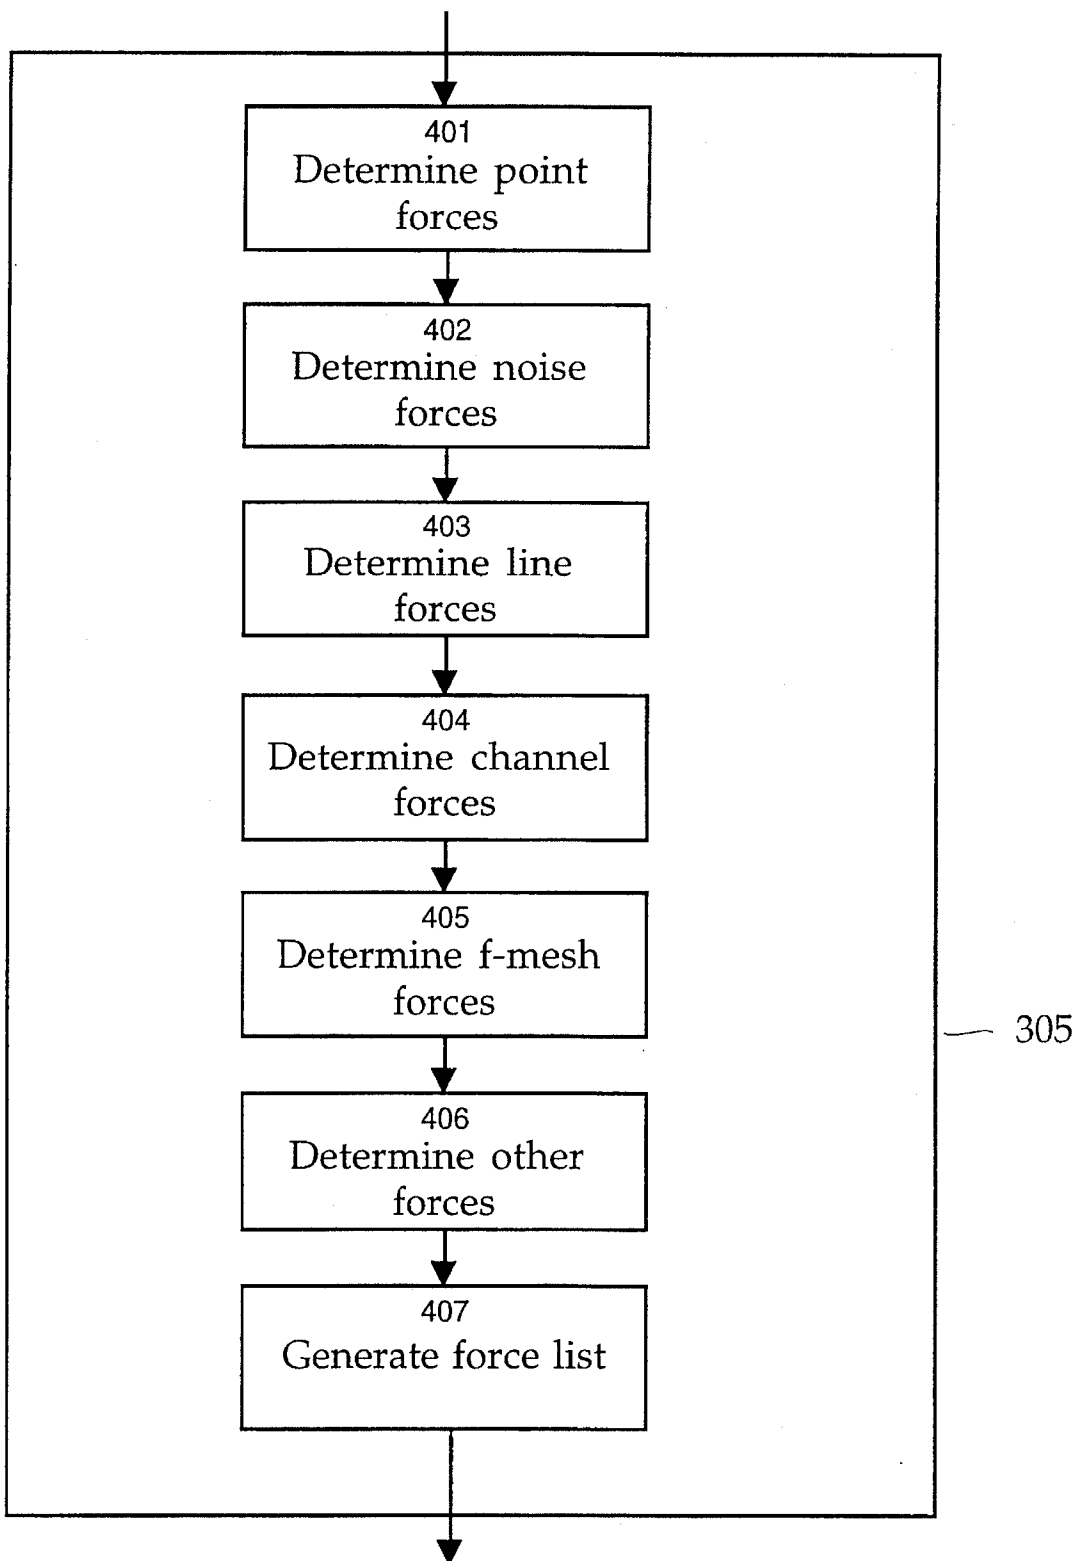 401
Determine point
forces
402
Determine noise
forces
403
Determine line
forces
404
Determine channel
forces
405
Determine f-mesh
forces
305
406
Determine other
forces
407
Generate force list